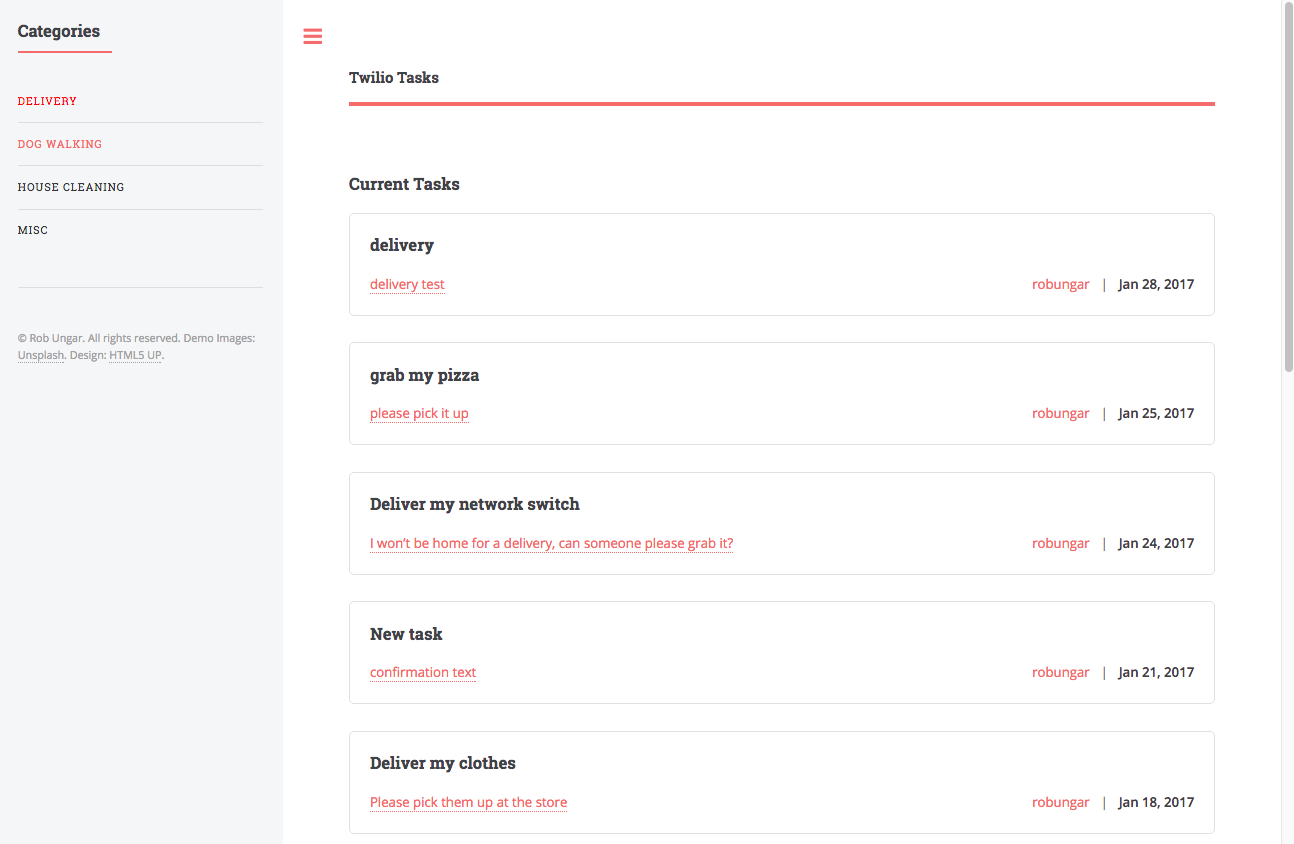 Categories
DELIVERY
DOG WALKING
HOUSE CLEANING
MISC
© Rob Ungar. All rights reserved. Demo Images:
Unsplash. Design: HTML5 UP.
Twilio Tasks
Current Tasks
delivery
delivery test robungar | Jan 28, 2017
grab my pizza
please pick it up robungar | Jan 25, 2017
Deliver my network switch
I won't be home for a delivery, can someone please grab it? robungar | Jan 24, 2017
New task
confirmation text robungar | Jan 21, 2017
Deliver my clothes
Please pick them up at the store robungar | Jan 18, 2017